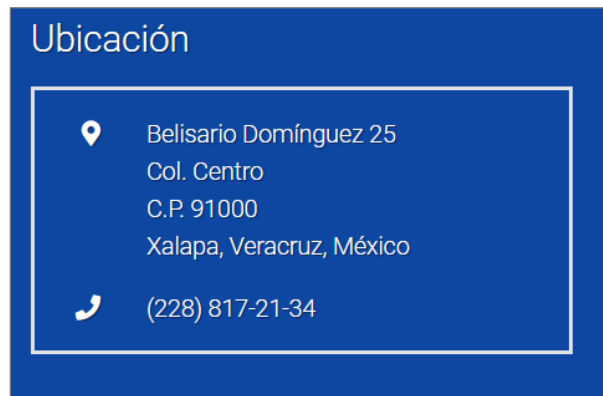 Ubicación
Belisario Domínguez 25
Col. Centro
C.P. 91000
Xalapa, Veracruz, México
(228) 817-21-34